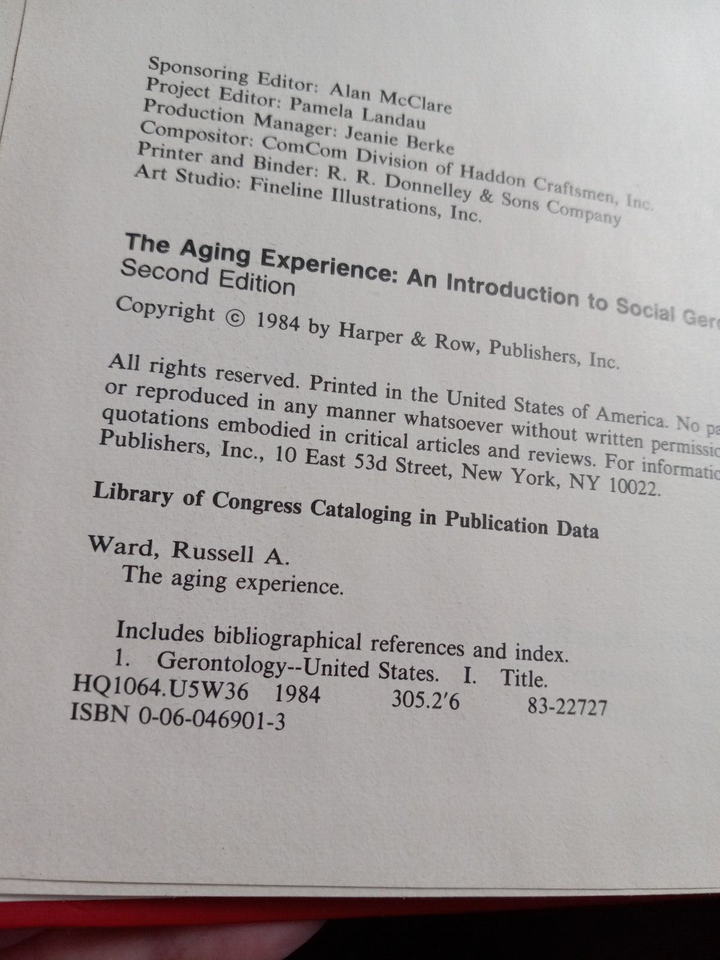 Sponsoring Editor: Alan McClare
Project Editor: Pamela Landau
Production Manager: Jeanie Berke
Compositor: ComCom Division of Haddon Craftsmen, Inc.
Printer and Binder: R. R. Donnelley & Sons Company
Art Studio: Fineline Illustrations, Inc.
The Aging Experience: An Introduction to Social
Second Edition
Copyright © 1984 by Harper & Row, Publishers, Inc.
All rights reserved. Printed in the United States of America. No
or reproduced in any manner whatsoever without written
quotations embodied in critical articles and reviews. For
Publishers, Inc., 10 East 53d Street, New York, NY 10022.
Library of Congress Cataloging in Publication Data
Ward, Russell A.
The aging experience.
Includes bibliographical references and index.
1. Gerontology--United States. I. Title.
HQ1064.U5W36 1984 305.2'6 83-22727
ISBN 0-06-046901-3